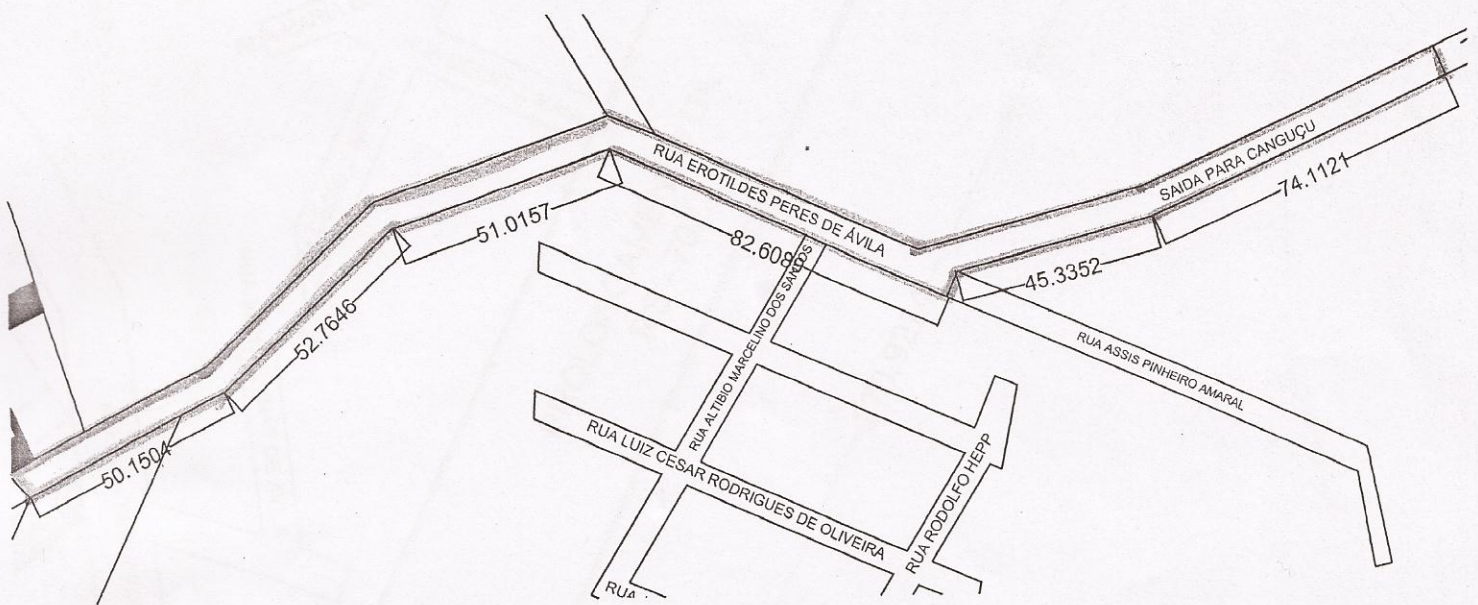 RUA EROTILDES PERES DE ÁVILA
SAIDA PARA CANGUÇU
74.1121
51.0157
82.608
45.3352
52.7646
RUA ALTIBIO MARCELINO DOS SANTOS
RUA ASSIS PINHEIRO AMARAL
50.1504
RUA LUIZ CESAR RODRIGUES DE OLIVEIRA
RUA RODOLFO HEPP
RUA